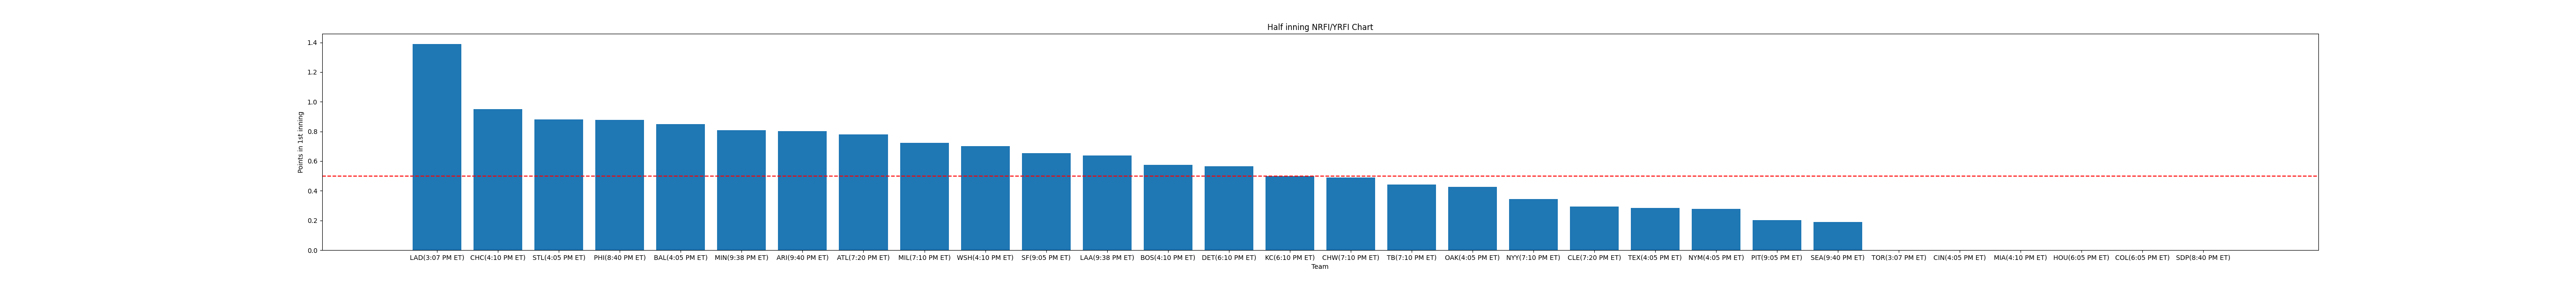 Half inning NRFI/YRFI Chart
1.4
1.2
1.0
0.8
0.6
0.4
0.2
0.0
Points in 1st inning
LAD(3:07 PM ET) CHC(4:10 PM ET) STL(4:05 PM ET) PHI(8:40 PM ET) BAL(4:05 PM ET) MIN(9:38 PM ET) ARI(9:40 PM ET) ATL(7:20 PM ET) MIL(7:10 PM ET) WSH(4:10 PM ET) SF(9:05 PM ET) LAA(9:38 PM ET) BOS(4:10 PM ET) DET(6:10 PM ET) KC(6:10 PM ET) CHW(7:10 PM ET) TB(7:10 PM ET) OAK(4:05 PM ET) NYY(7:10 PM ET) CLE(7:20 PM ET) TEX(4:05 PM ET) NYM(4:05 PM ET) PIT(9:05 PM ET) SEA(9:40 PM ET) TOR(3:07 PM ET) CIN(4:05 PM ET) MIA(4:10 PM ET) HOU(6:05 PM ET) COL(6:05 PM ET) SDP(8:40 PM ET)
Team